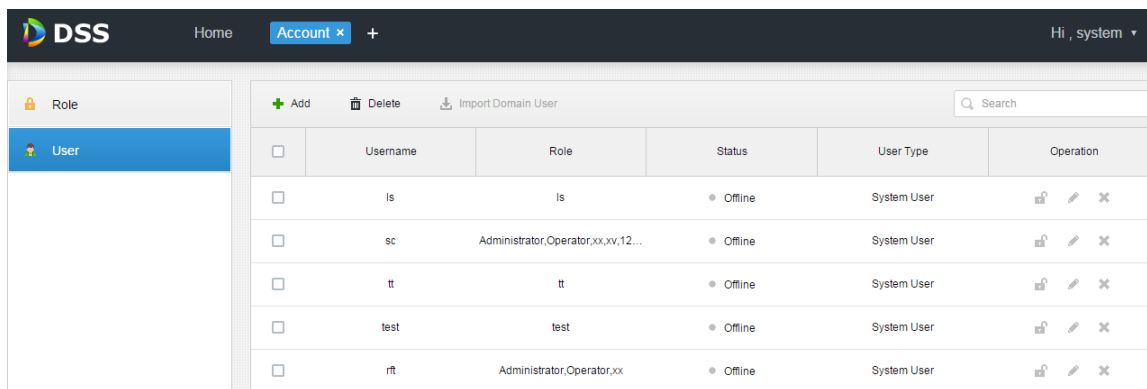 DSS Home Account × + Hi , system ▾
Role
User
Add Delete Import Domain User Search
Username Role Status User Type Operation
ls ls Offline System User
sc Administrator,Operator,xx,xv,12... Offline System User
tt tt Offline System User
test test Offline System User
rft Administrator,Operator,xx Offline System User